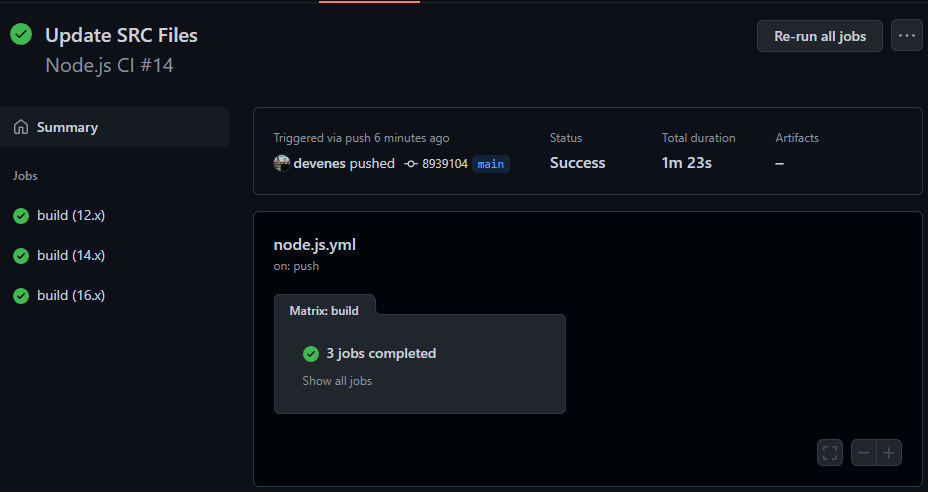 Update SRC Files
Node.js CI #14
Re-run all jobs
Summary
Jobs
build (12.x)
build (14.x)
build (16.x)
Triggered via push 6 minutes ago
devenes pushed 8939104 main
Status
Success
Total duration
1m 23s
Artifacts
–
node.js.yml
on: push
Matrix: build
3 jobs completed
Show all jobs